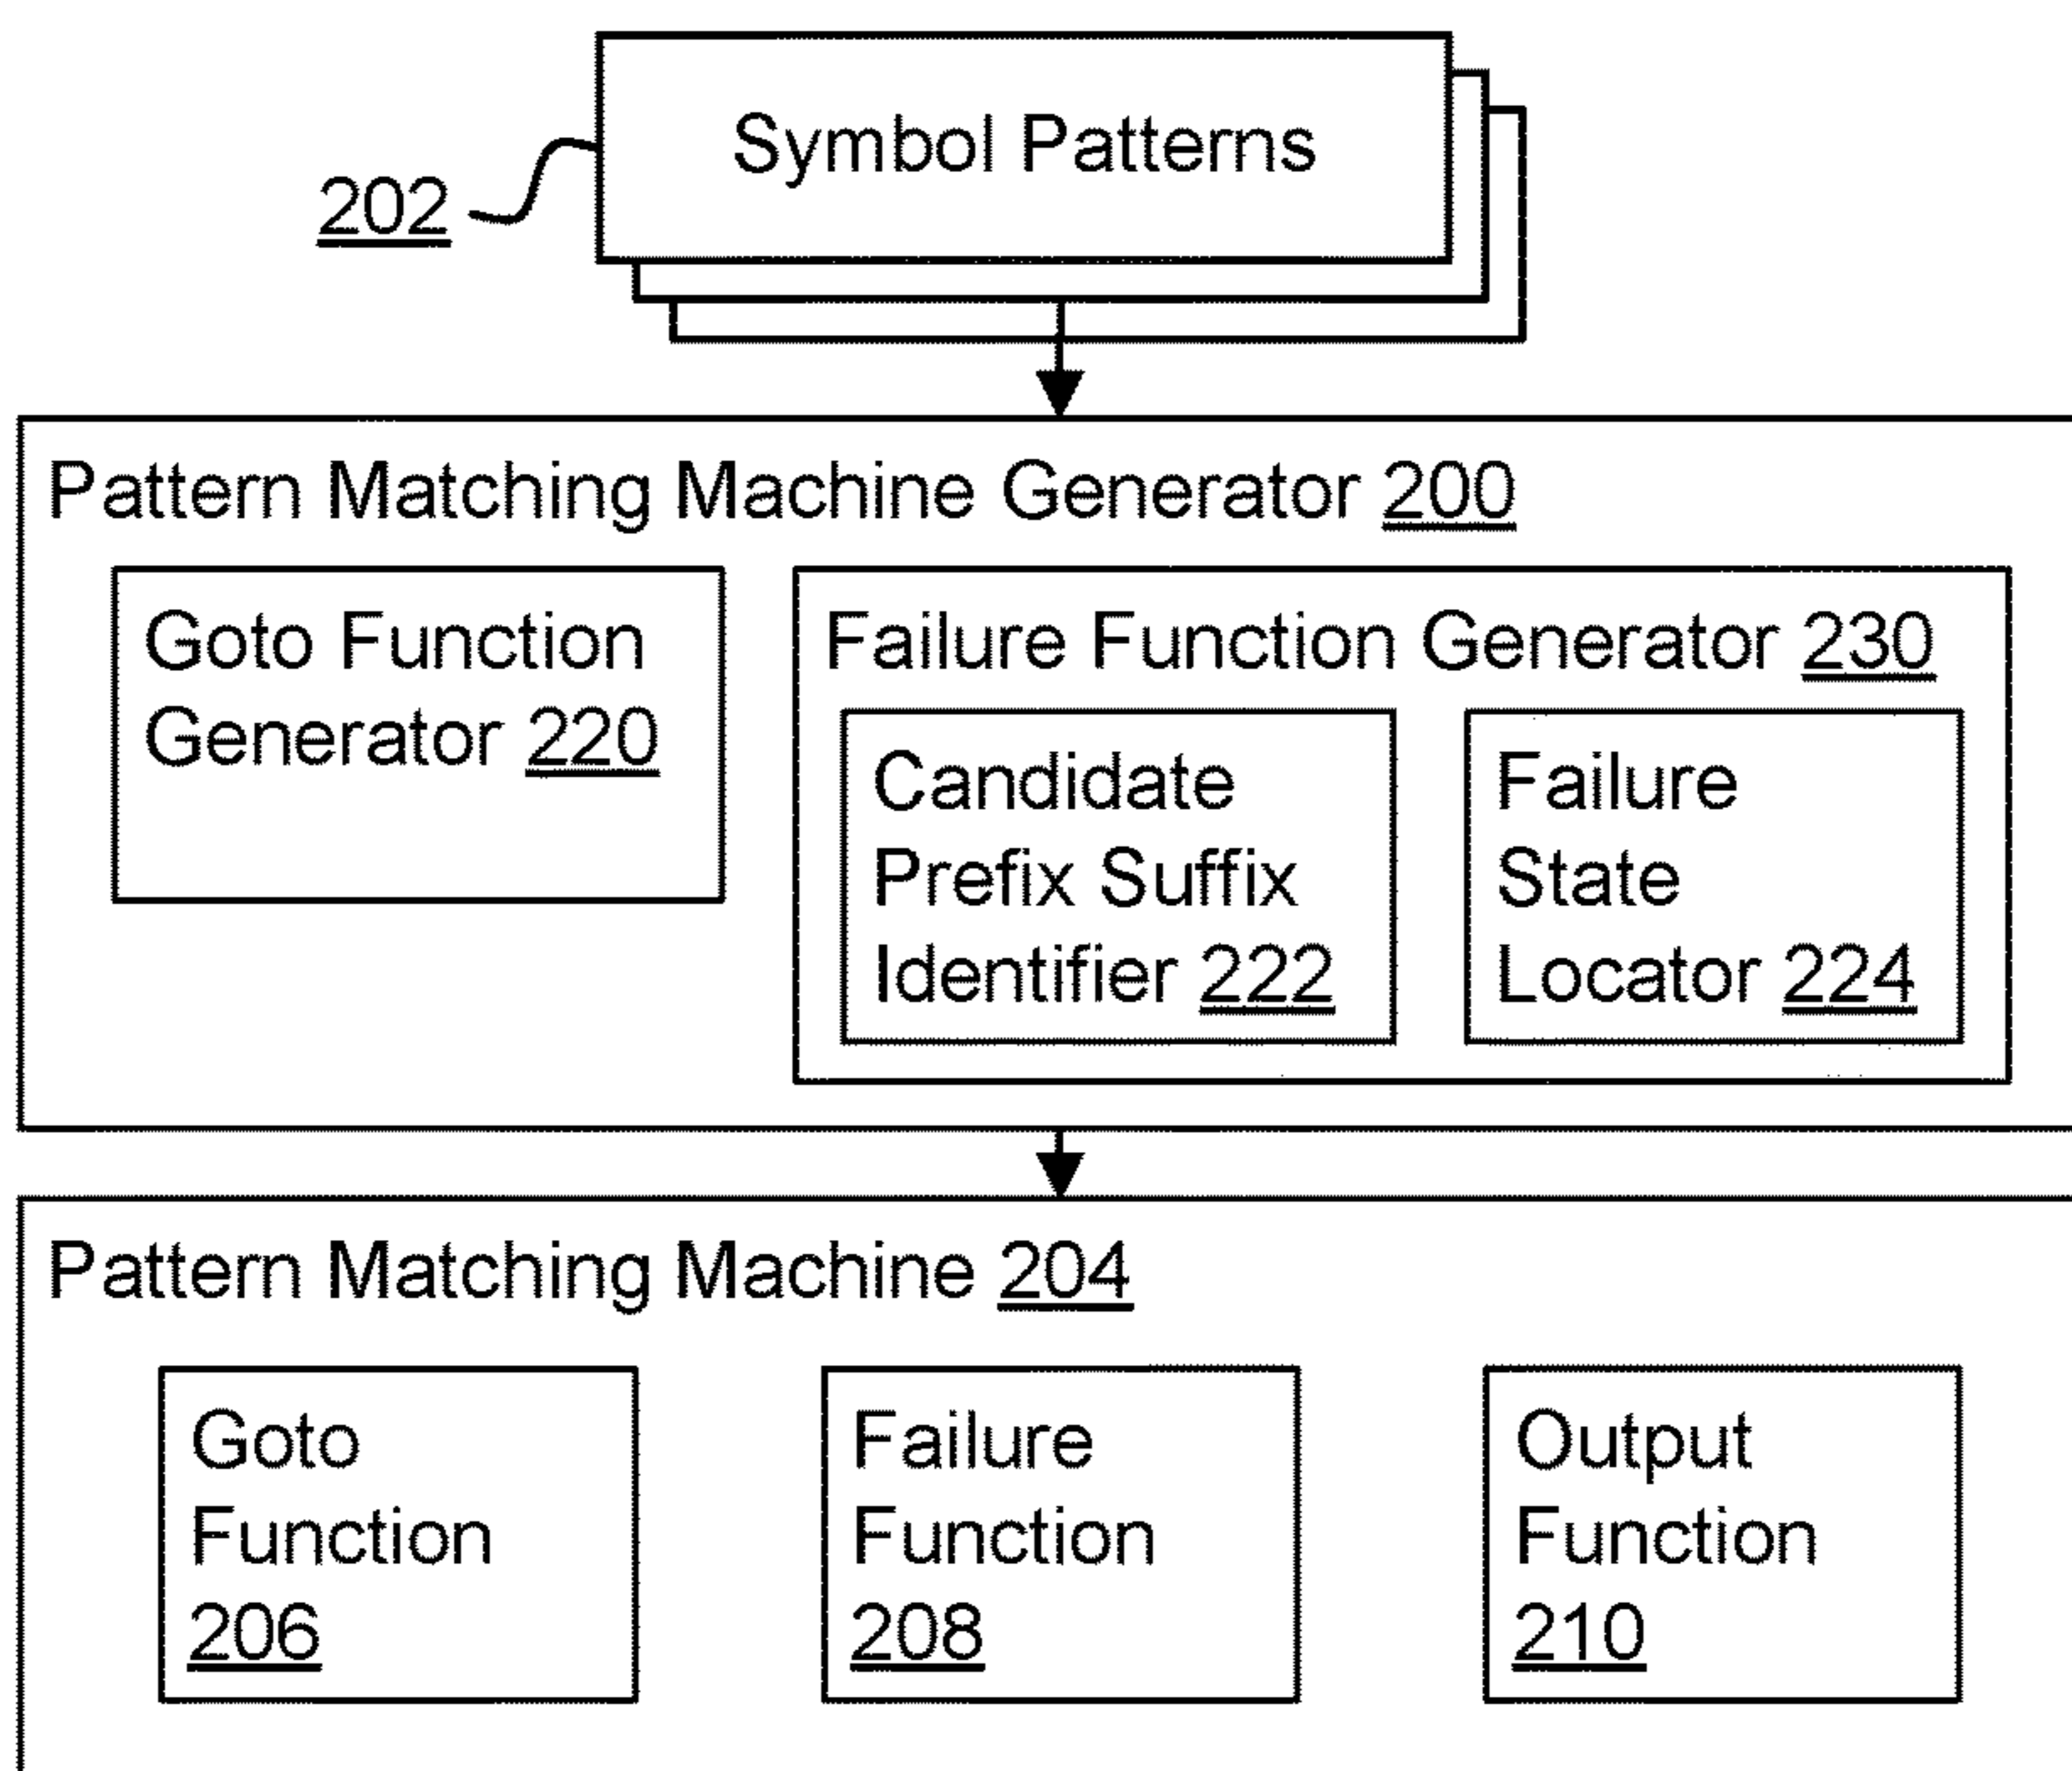 Symbol Patterns
202
Pattern Matching Machine Generator 200
Goto Function
Generator 220
Failure Function Generator 230
Candidate
Prefix Suffix
Identifier 222
Failure
State
Locator 224
Pattern Matching Machine 204
Goto
Function
206
Failure
Function
208
Output
Function
210